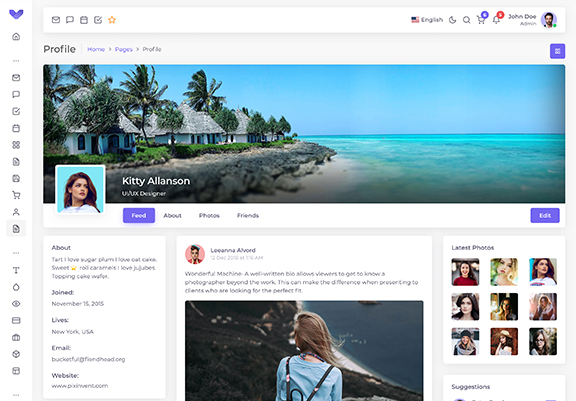 English
6
5
John Doe
Admin
Profile
Home > Pages > Profile
Kitty Allanson
UI/UX Designer
Feed
About
Photos
Friends
Edit
About
Tart I love sugar plum I love oat cake.
Sweet ⭐ roll caramels I love jujubes.
Topping cake wafer.
Joined:
November 15, 2015
Lives:
New York, USA
Email:
bucketful@fiendhead.org
Website:
www.pixinvent.com
Leeanna Alvord
12 Dec 2018 at 1:16 AM
Wonderful Machine· A well-written bio allows viewers to get to know a
photographer beyond the work. This can make the difference when presenting to
clients who are looking for the perfect fit.
Latest Photos
Suggestions